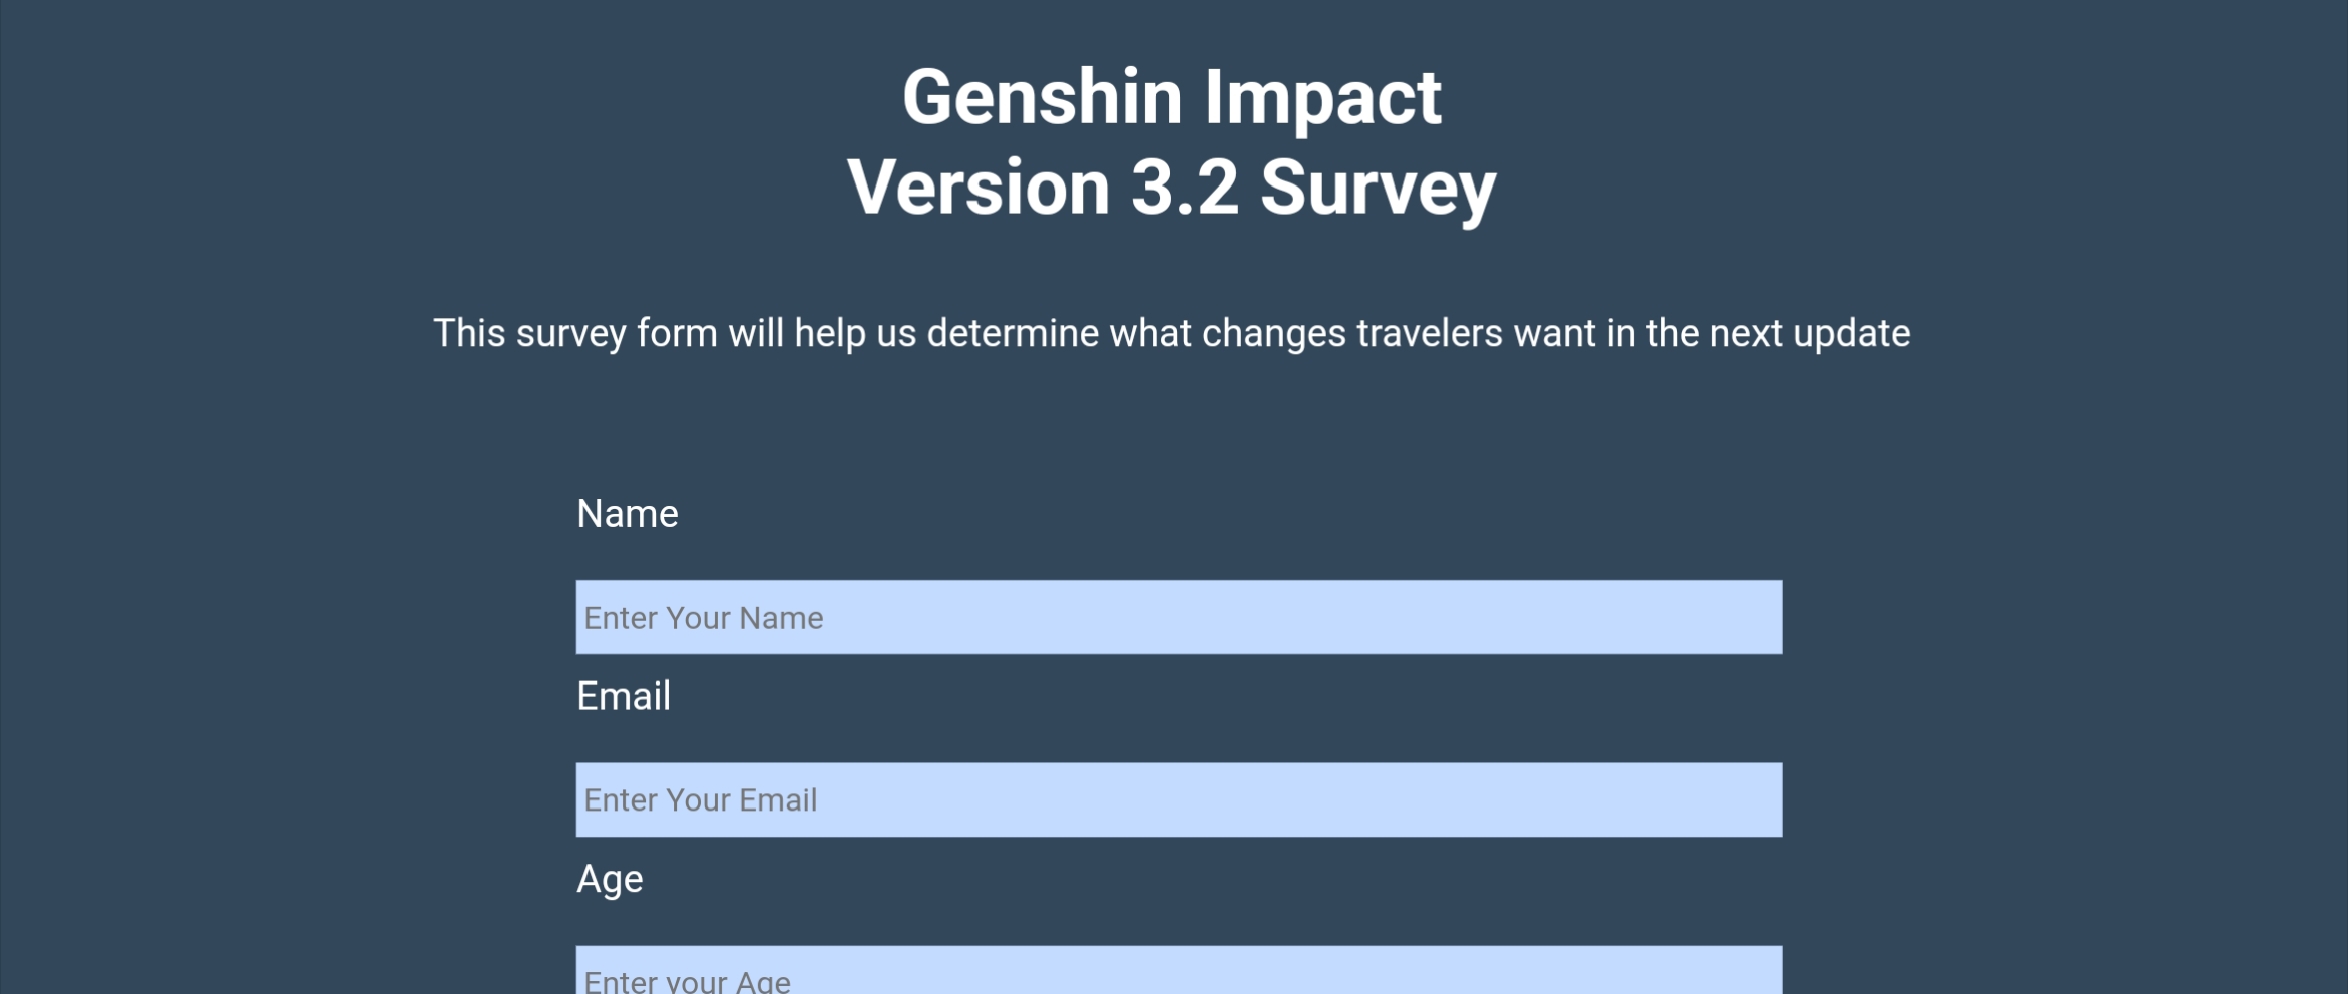 Genshin Impact
Version 3.2 Survey
This survey form will help us determine what changes travelers want in the next update
Name
Enter Your Name
Email
Enter Your Email
Age
Enter your Age